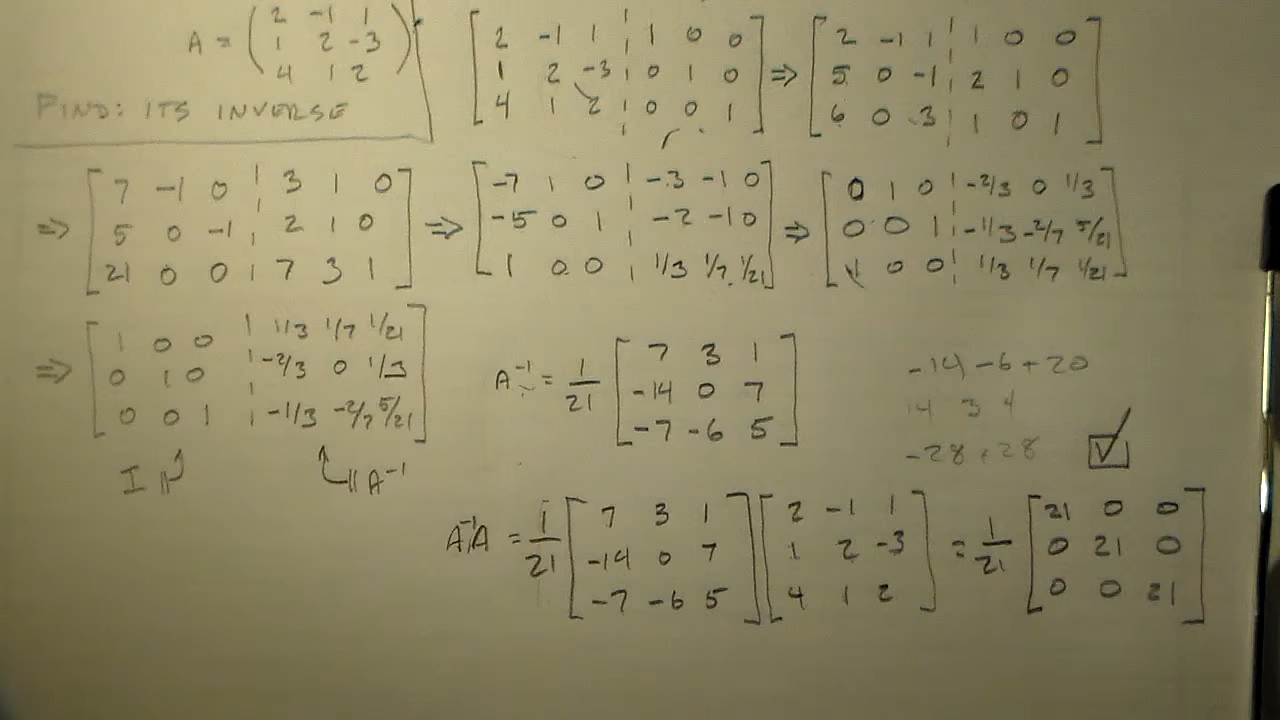 A = ( 2 -1 1
1 2 -3
4 1 2 )
FIND: ITS INVERSE
[ 2 -1 1 ¦ 1 0 0
1 2 -3 ¦ 0 1 0
4 1 2 ¦ 0 0 1 ]
⇒ [ 2 -1 1 ¦ 1 0 0
5 0 -1 ¦ 2 1 0
6 0 3 ¦ 1 0 1 ]
⇒ [ 7 -1 0 ¦ 3 1 0
5 0 -1 ¦ 2 1 0
21 0 0 ¦ 7 3 1 ]
⇒ [ -7 1 0 ¦ -3 -1 0
-5 0 1 ¦ -2 -1 0
1 0 0 ¦ 1/3 1/7 1/21 ]
⇒ [ 0 1 0 ¦ -2/3 0 1/3
0 0 1 ¦ -1/3 -2/7 5/21
1 0 0 ¦ 1/3 1/7 1/21 ]
⇒ [ 1 0 0 ¦ 1/3 1/7 1/21
0 1 0 ¦ -2/3 0 1/3
0 0 1 ¦ -1/3 -2/7 5/21 ]
I
A⁻¹
A⁻¹ = 1/21 [ 7 3 1
-14 0 7
-7 -6 5 ]
-14 -6 + 20
14 3 4
-28 + 28
A⁻¹A = 1/21 [ 7 3 1
-14 0 7
-7 -6 5 ]
[ 2 -1 1
1 2 -3
4 1 2 ]
= 1/21 [ 21 0 0
0 21 0
0 0 21 ]